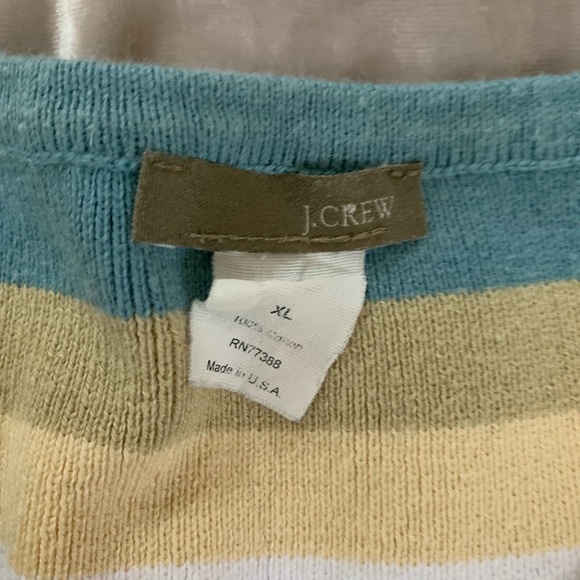 J.CREW
XL
100% Cotton
RN77388
Made in U.S.A.